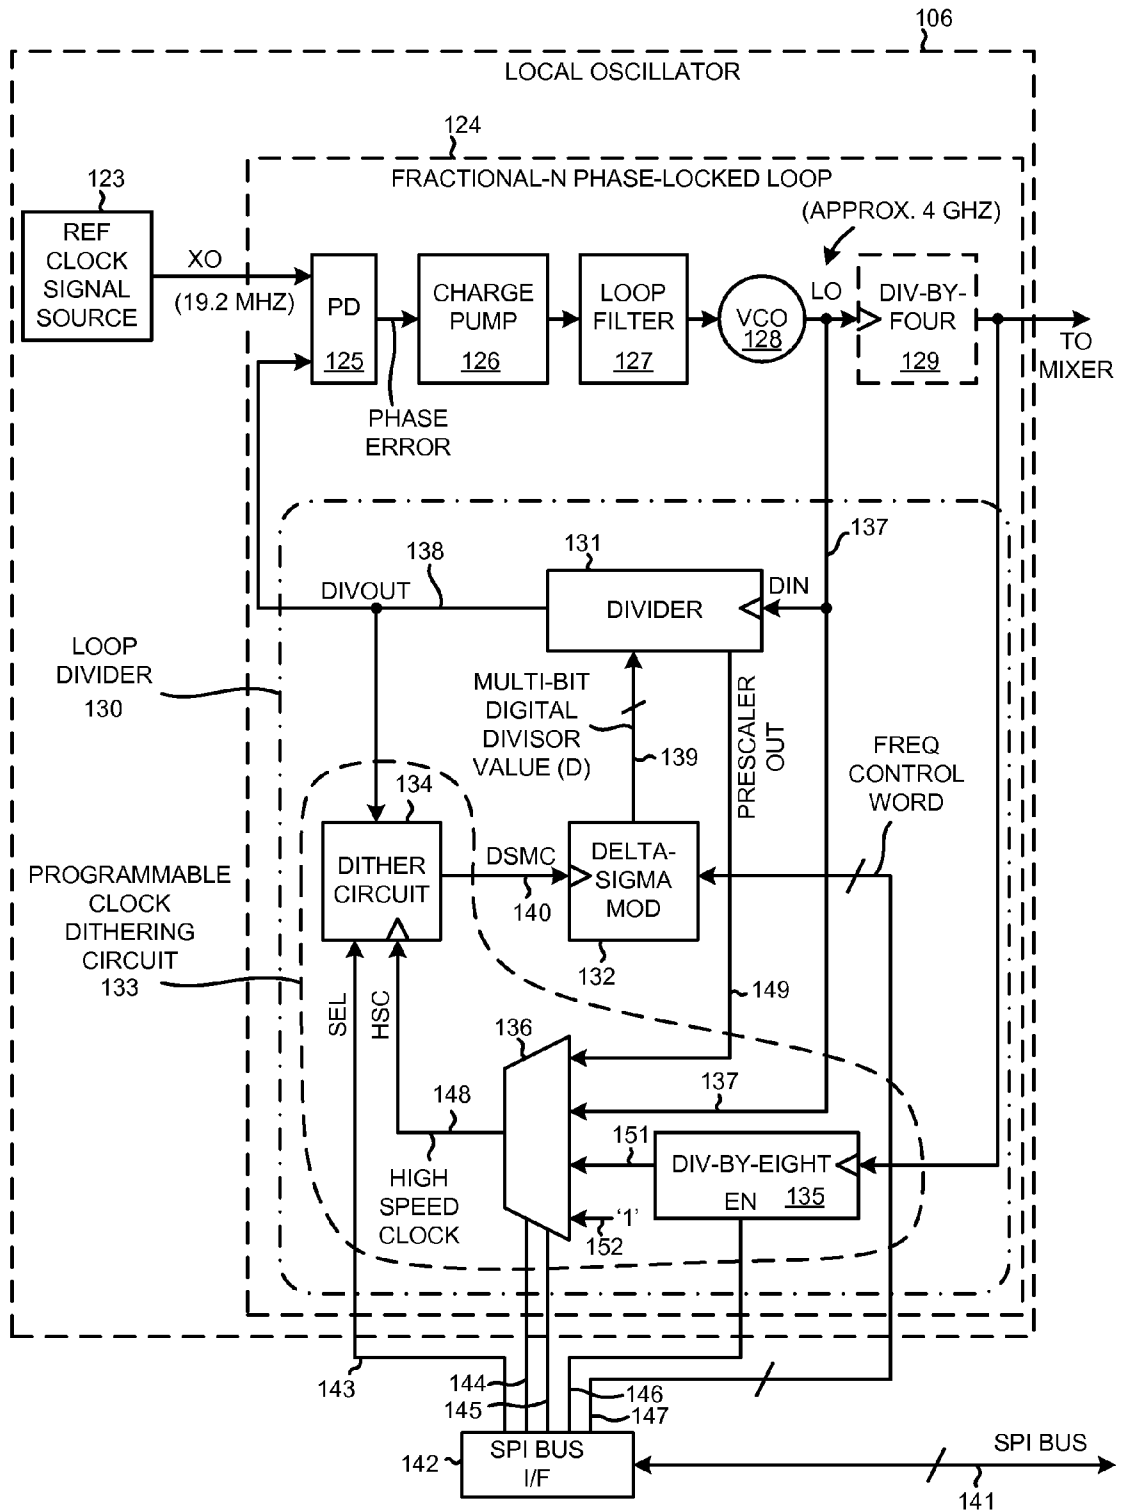 106
LOCAL OSCILLATOR
124
FRACTIONAL-N PHASE-LOCKED LOOP
(APPROX. 4 GHZ)
123
REF
CLOCK
SIGNAL
SOURCE
XO
(19.2 MHZ)
PD
125
CHARGE
PUMP
126
LOOP
FILTER
127
VCO
128
LO
DIV-BY-
FOUR
129
TO
MIXER
PHASE
ERROR
137
138
131
DIVOUT
DIVIDER
DIN
LOOP
DIVIDER
130
MULTI-BIT
DIGITAL
DIVISOR
VALUE (D)
139
PRESCALER
OUT
FREQ
CONTROL
WORD
134
DITHER
CIRCUIT
DSMC
140
DELTA-
SIGMA
MOD
132
PROGRAMMABLE
CLOCK
DITHERING
CIRCUIT
133
SEL
HSC
149
136
137
148
HIGH
SPEED
CLOCK
151
DIV-BY-EIGHT
135
EN
'1'
152
143
144
145
146
147
142
SPI BUS
I/F
SPI BUS
141